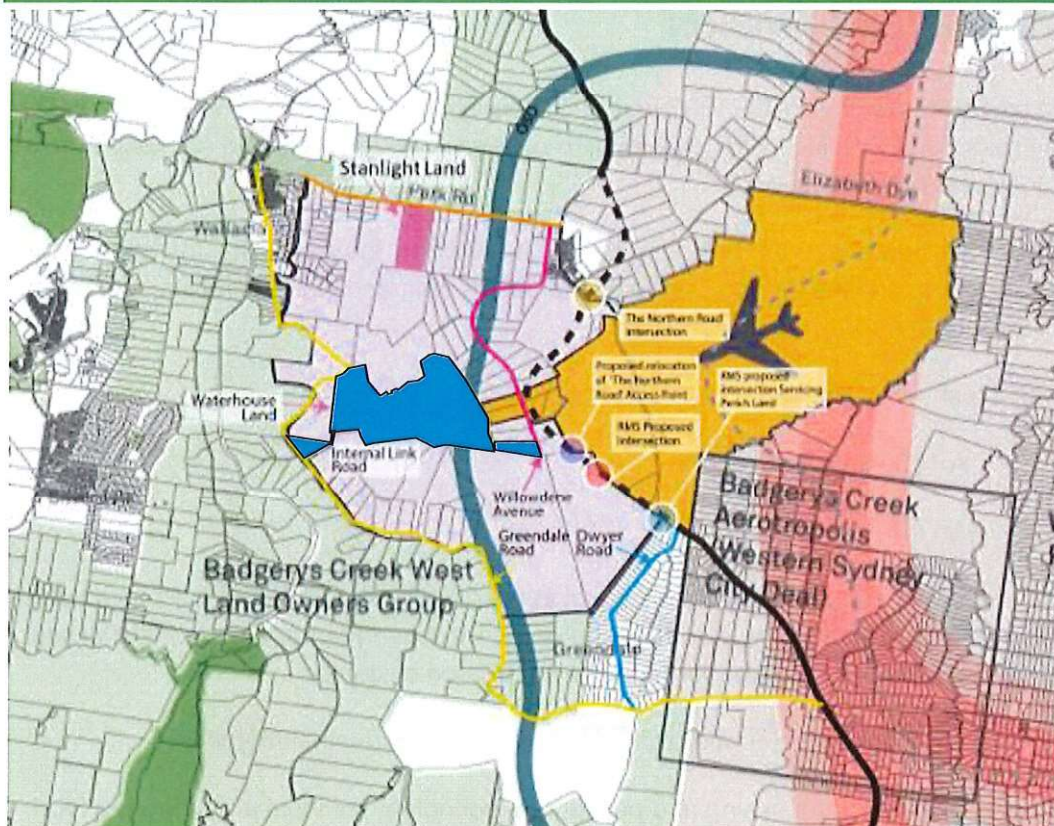 OSO
Stanlight Land
Park Rd
Elizabeth Dve
Wallacia
The Northern Road
Intersection
Proposed relocation
of 'The Northern
Road' Access Point
RMS proposed
intersection Servicing
Perich Land
RMS Proposed
Intersection
Waterhouse
Land
Internal Link
Road
Willowdene
Avenue
Greendale
Road
Dwyer
Road
Badgerys Creek
Aerotropolis
(Western Sydney
City Deal)
Badgerys Creek West
Land Owners Group
Greendale